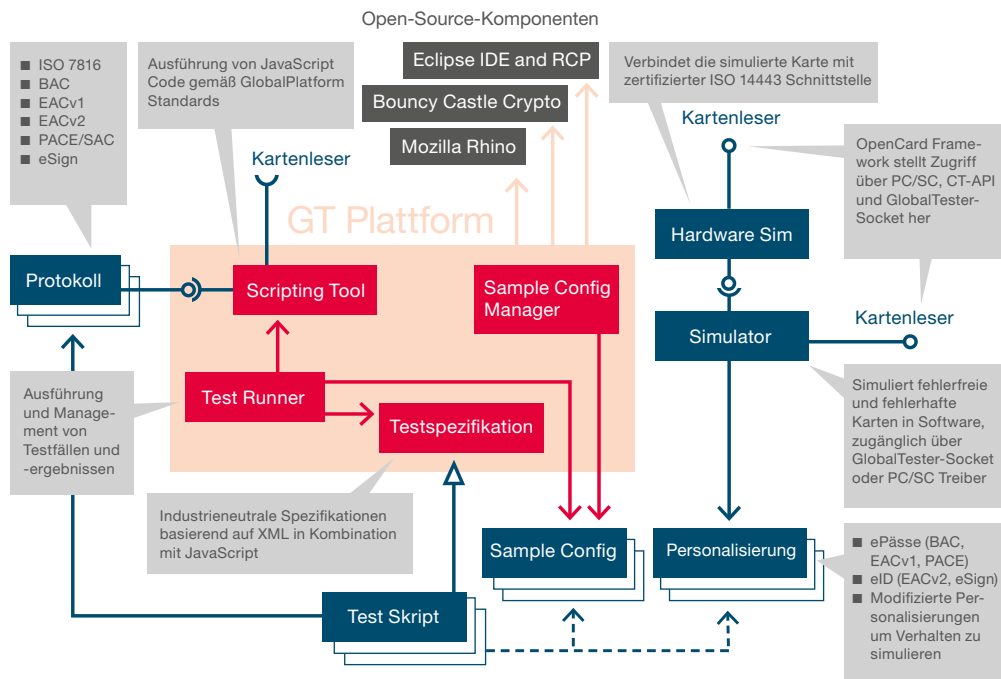 Open-Source-Komponenten
■ ISO 7816
■ BAC
■ EACv1
■ EACv2
■ PACE/SAC
■ eSign
Ausführung von JavaScript
Code gemäß GlobalPlatform
Standards
Eclipse IDE and RCP
Bouncy Castle Crypto
Mozilla Rhino
Verbindet die simulierte Karte mit
zertifizierter ISO 14443 Schnittstelle
Kartenleser
Kartenleser
OpenCard Frame-
work stellt Zugriff
über PC/SC, CT-API
und GlobalTester-
Socket her
GT Plattform
Hardware Sim
Protokoll
Scripting Tool
Sample Config
Manager
Simulator
Kartenleser
Ausführung
und Manage-
ment von
Testfällen und
-ergebnissen
Test Runner
Testspezifikation
Simuliert fehlerfreie
und fehlerhafte
Karten in Software,
zugänglich über
GlobalTester-Socket
oder PC/SC Treiber
Industrieneutrale Spezifikationen
basierend auf XML in Kombination
mit JavaScript
Sample Config
Personalisierung
■ ePässe (BAC,
EACv1, PACE)
■ eID (EACv2, eSign)
■ Modifizierte Per-
sonalisierungen
um Verhalten zu
simulieren
Test Skript